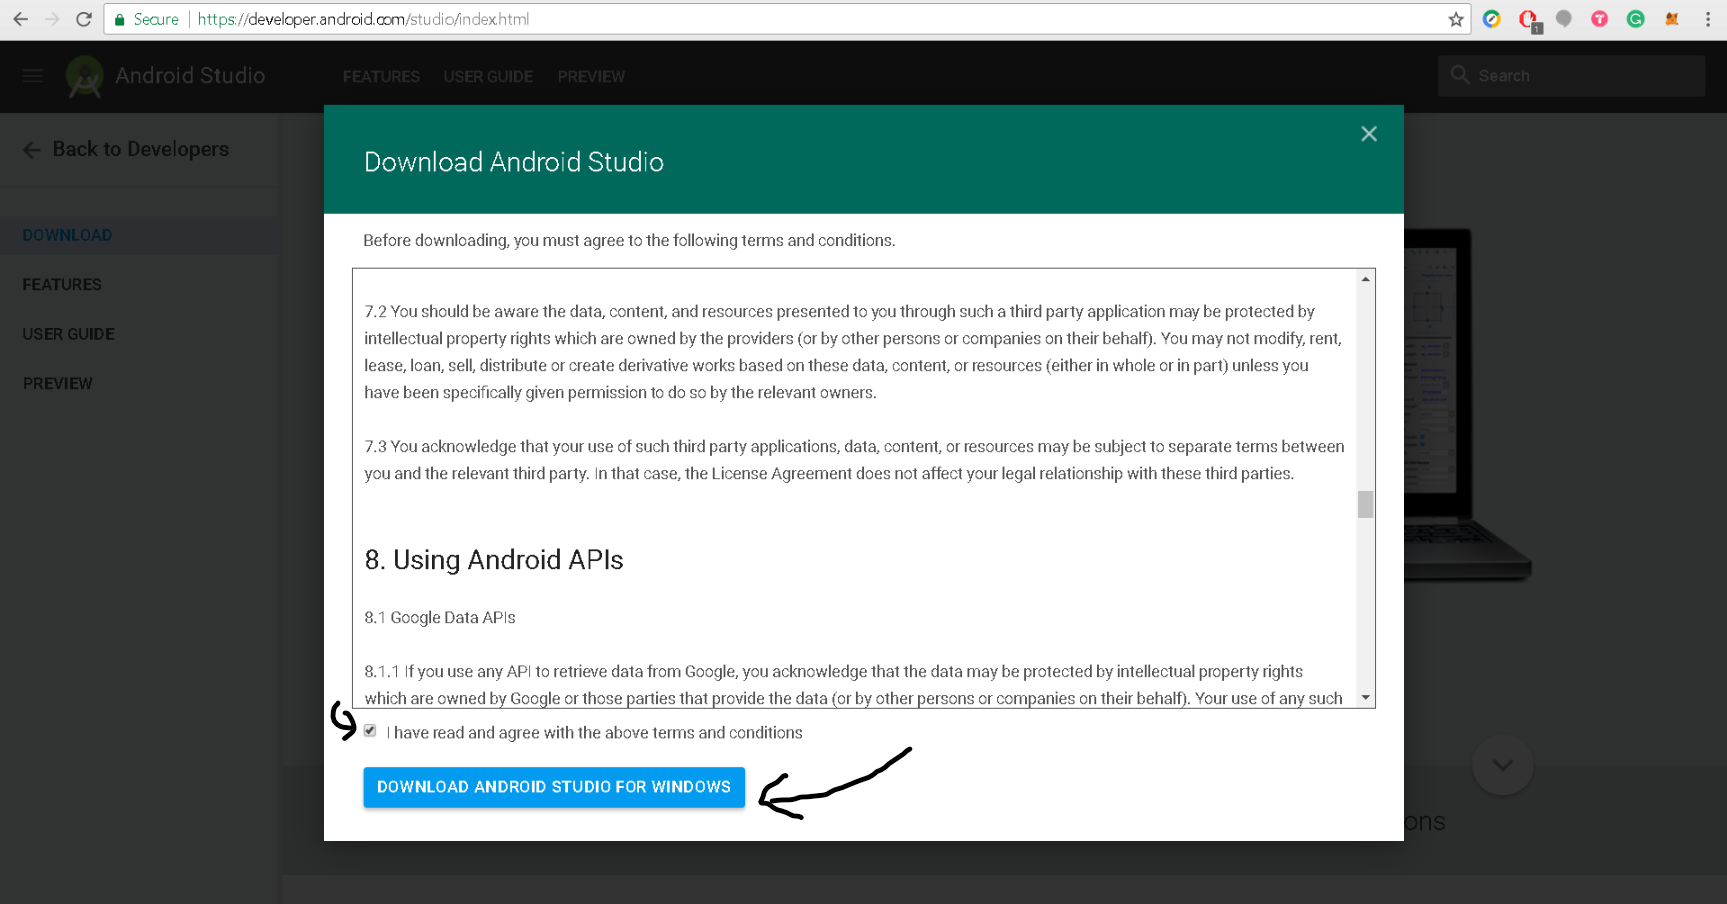 Secure
https://developer.android.com/studio/index.html
1
Android Studio
FEATURES
USER GUIDE
PREVIEW
Search
Back to Developers
DOWNLOAD
FEATURES
USER GUIDE
PREVIEW
Download Android Studio
Before downloading, you must agree to the following terms and conditions.
7.2 You should be aware the data, content, and resources presented to you through such a third party application may be protected by
intellectual property rights which are owned by the providers (or by other persons or companies on their behalf). You may not modify, rent,
lease, loan, sell, distribute or create derivative works based on these data, content, or resources (either in whole or in part) unless you
have been specifically given permission to do so by the relevant owners.
7.3 You acknowledge that your use of such third party applications, data, content, or resources may be subject to separate terms between
you and the relevant third party. In that case, the License Agreement does not affect your legal relationship with these third parties.
8. Using Android APIs
8.1 Google Data APIs
8.1.1 If you use any API to retrieve data from Google, you acknowledge that the data may be protected by intellectual property rights
which are owned by Google or those parties that provide the data (or by other persons or companies on their behalf). Your use of any such
I have read and agree with the above terms and conditions
DOWNLOAD ANDROID STUDIO FOR WINDOWS
ons